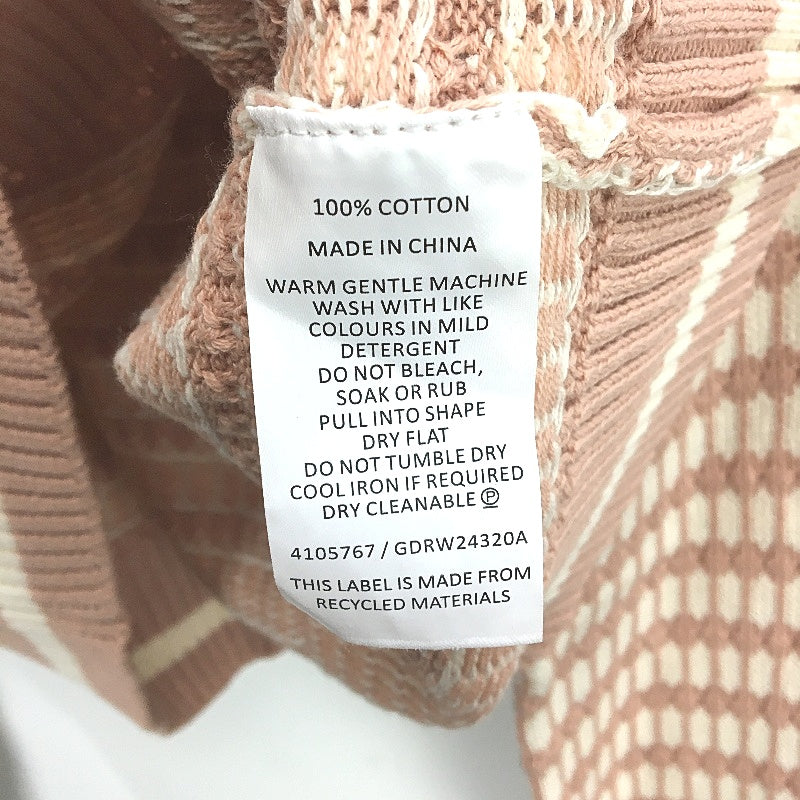 100% COTTON
MADE IN CHINA
WARM GENTLE MACHINE
WASH WITH LIKE
COLOURS IN MILD
DETERGENT
DO NOT BLEACH,
SOAK OR RUB
PULL INTO SHAPE
DRY FLAT
DO NOT TUMBLE DRY
COOL IRON IF REQUIRED
DRY CLEANABLE Ⓟ
4105767 / GDRW24320A
THIS LABEL IS MADE FROM
RECYCLED MATERIALS